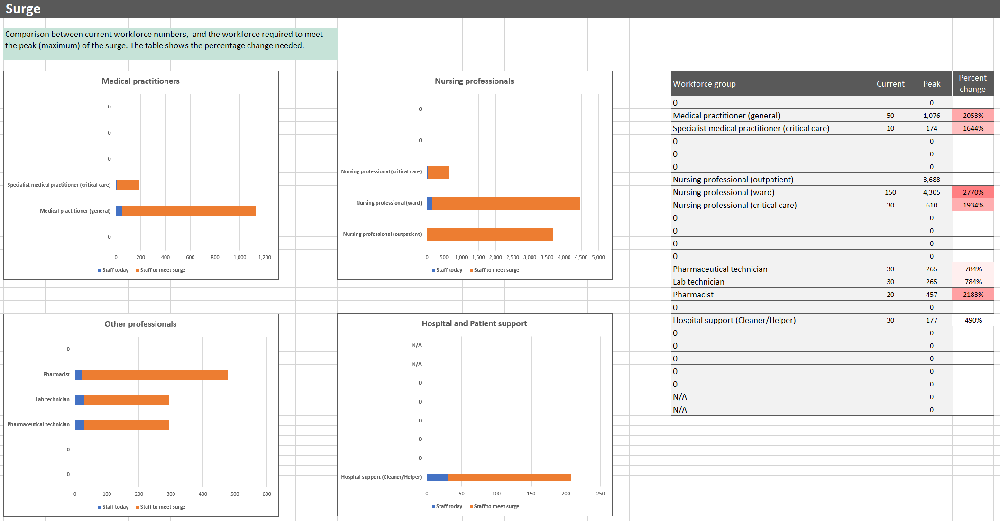 Surge
Comparison between current workforce numbers,  and the workforce required to meet
the peak (maximum) of the surge. The table shows the percentage change needed.
Medical practitioners
0
0
0
Specialist medical practitioner (critical care)
Medical practitioner (general)
0
0 200 400 600 800 1,000 1,200
Staff today Staff to meet surge
Nursing professionals
0
0
Nursing professional (critical care)
Nursing professional (ward)
Nursing professional (outpatient)
0 500 1,000 1,500 2,000 2,500 3,000 3,500 4,000 4,500 5,000
Staff today Staff to meet surge
Other professionals
0
Pharmacist
Lab technician
Pharmaceutical technician
0
0
0 100 200 300 400 500 600
Staff today Staff to meet surge
Hospital and Patient support
N/A
N/A
0
0
0
0
0
Hospital support (Cleaner/Helper)
0 50 100 150 200 250
Staff today Staff to meet surge
Workforce group Current Peak Percent change
0 0
Medical practitioner (general) 50 1,076 2053%
Specialist medical practitioner (critical care) 10 174 1644%
0 0
0 0
0 0
Nursing professional (outpatient) 3,688
Nursing professional (ward) 150 4,305 2770%
Nursing professional (critical care) 30 610 1934%
0 0
0 0
0 0
0 0
Pharmaceutical technician 30 265 784%
Lab technician 30 265 784%
Pharmacist 20 457 2183%
0 0
Hospital support (Cleaner/Helper) 30 177 490%
0 0
0 0
0 0
0 0
0 0
N/A 0
N/A 0